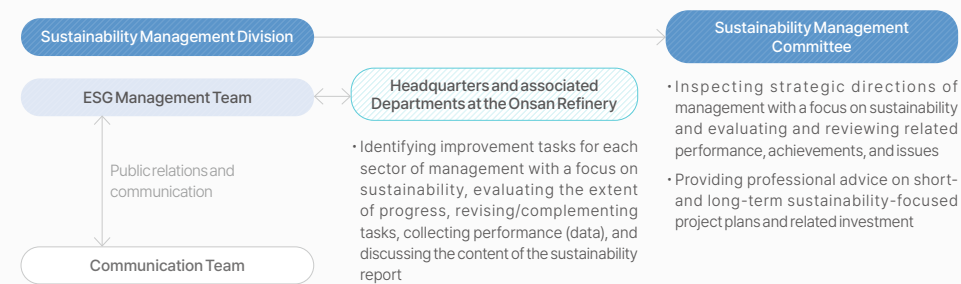 Sustainability Management Division
ESG Management Team
Public relations and
communication
Communication Team
Headquarters and associated
Departments at the Onsan Refinery
• Identifying improvement tasks for each
sector of management with a focus on
sustainability, evaluating the extent
of progress, revising/complementing
tasks, collecting performance (data), and
discussing the content of the sustainability
report
Sustainability Management
Committee
• Inspecting strategic directions of
management with a focus on sustainability
and evaluating and reviewing related
performance, achievements, and issues
• Providing professional advice on short-
and long-term sustainability-focused
project plans and related investment